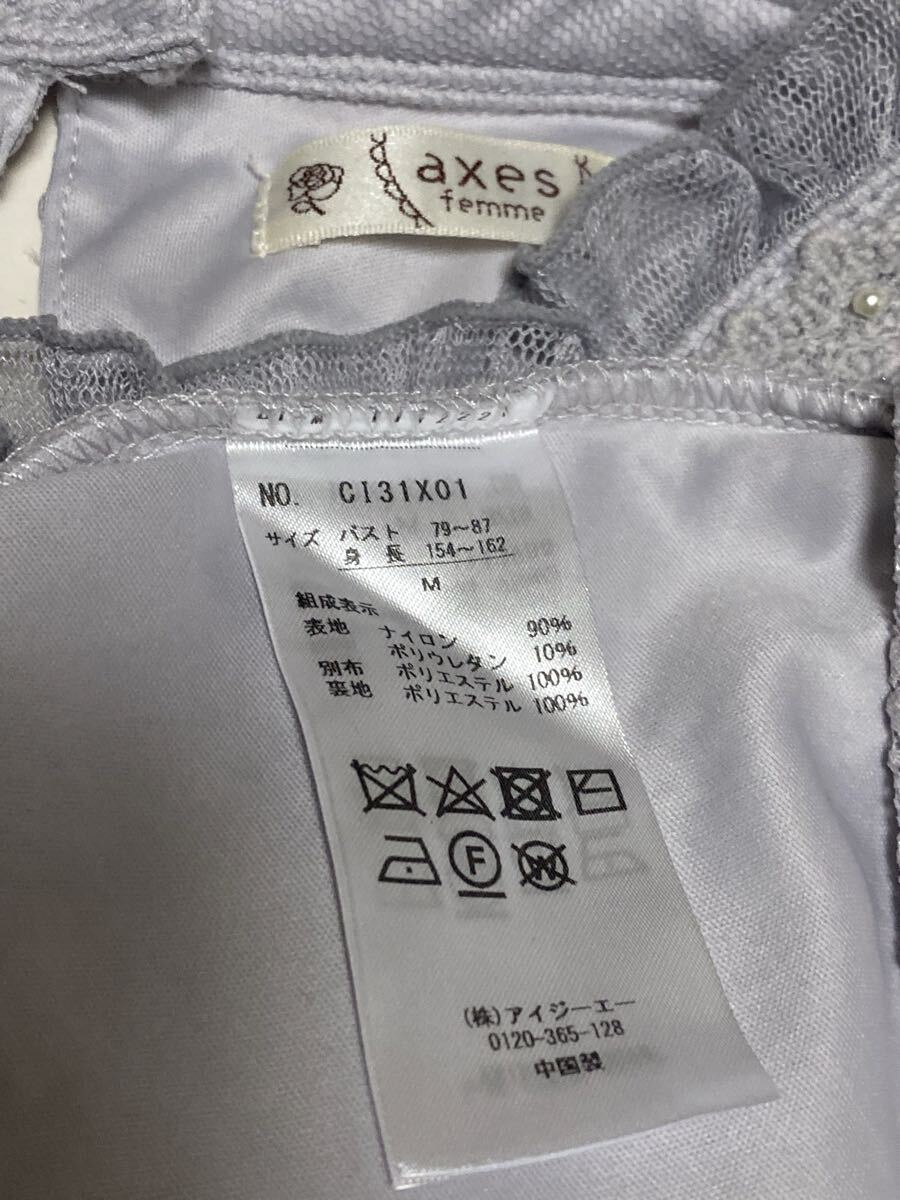 axes
femme
NO. CI31X01
サイズ バスト 79～87
身長 154～162
M
組成表示
表地 ナイロン 90%
ポリウレタン 10%
別布 ポリエステル 100%
裏地 ポリエステル 100%
F
W
(株)アイジーエー
0120-365-128
中国製